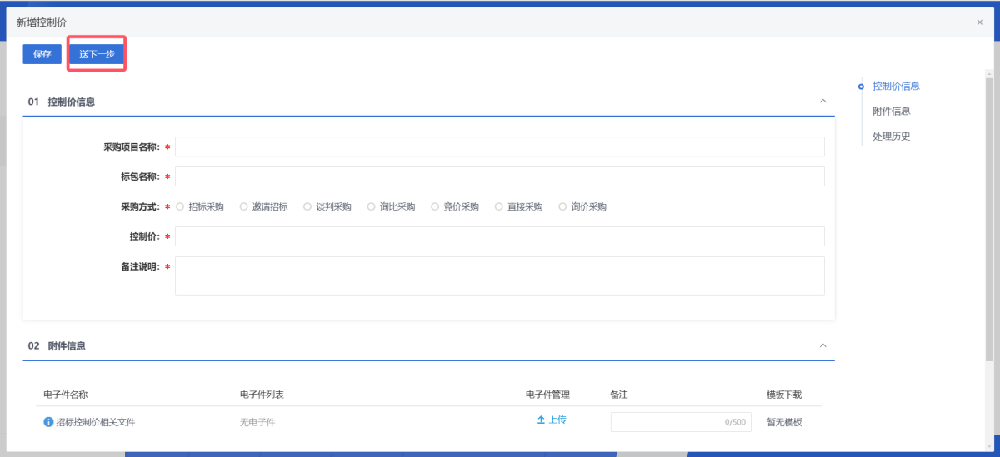 新增控制价
×
保存 送下一步
01 控制价信息
采购项目名称: *
标包名称: *
采购方式: * 招标采购 邀请招标 谈判采购 询比采购 竞价采购 直接采购 询价采购
控制价: *
备注说明: *
02 附件信息
电子件名称 电子件列表 电子件管理 备注 模板下载
招标控制价相关文件 无电子件 上传 0/500 暂无模板
控制价信息
附件信息
处理历史